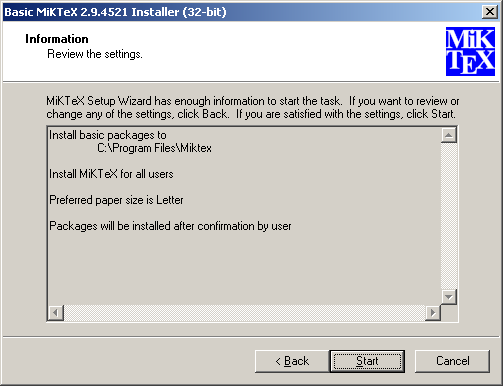 Basic MiKTeX 2.9.4521 Installer (32-bit)
Information
Review the settings.
MiK
TEX
MiKTeX Setup Wizard has enough information to start the task. If you want to review or
change any of the settings, click Back. If you are satisfied with the settings, click Start.
Install basic packages to
C:\Program Files\Miktex
Install MiKTeX for all users
Preferred paper size is Letter
Packages will be installed after confirmation by user
< Back
Start
Cancel